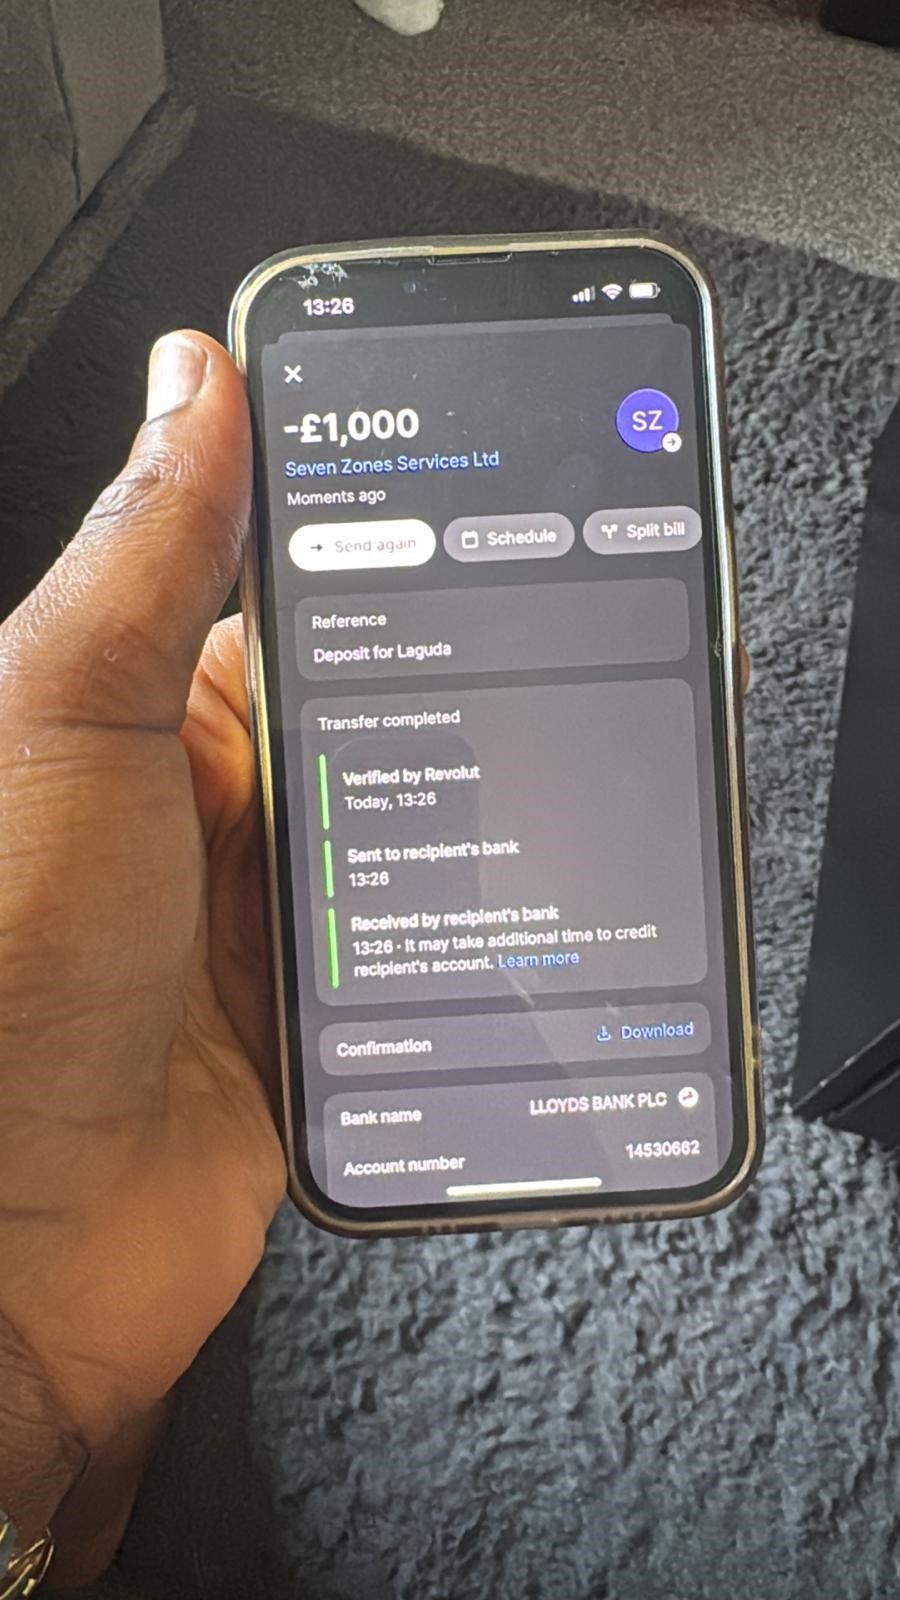 13:26
-£1,000
SZ
Seven Zones Services Ltd
Moments ago
Send again
Schedule
Split bill
Reference
Deposit for Laguda
Transfer completed
Verified by Revolut
Today, 13:26
Sent to recipient's bank
13:26
Received by recipient's bank
13:26 · It may take additional time to credit
recipient's account. Learn more
Confirmation
Download
Bank name
LLOYDS BANK PLC
Account number
14530662